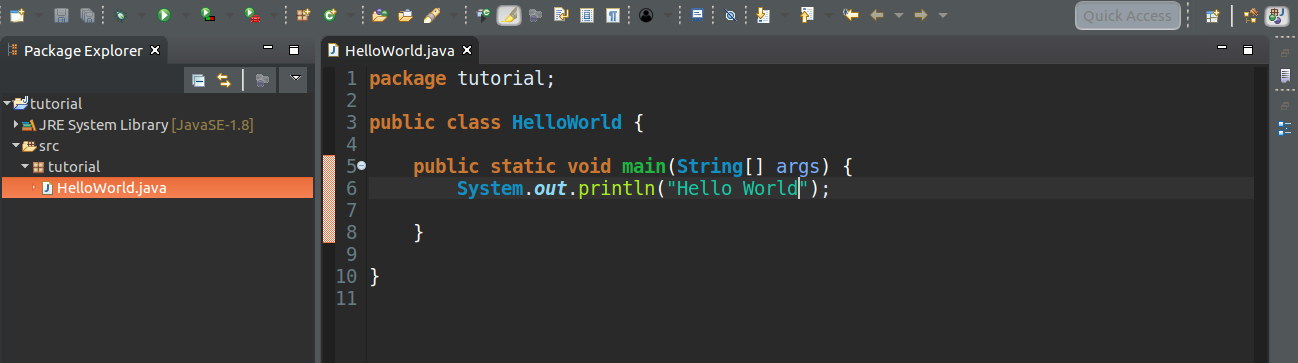 Quick Access
Package Explorer
tutorial
JRE System Library [JavaSE-1.8]
src
tutorial
HelloWorld.java
HelloWorld.java
1 package tutorial;
2
3 public class HelloWorld {
4
5 public static void main(String[] args) {
6 System.out.println("Hello World");
7
8 }
9
10 }
11